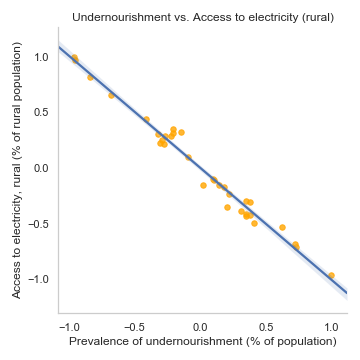 Undernourishment vs. Access to electricity (rural)
Access to electricity, rural (% of rural population)
1.0
0.5
0.0
−0.5
−1.0
−1.0 −0.5 0.0 0.5 1.0
Prevalence of undernourishment (% of population)